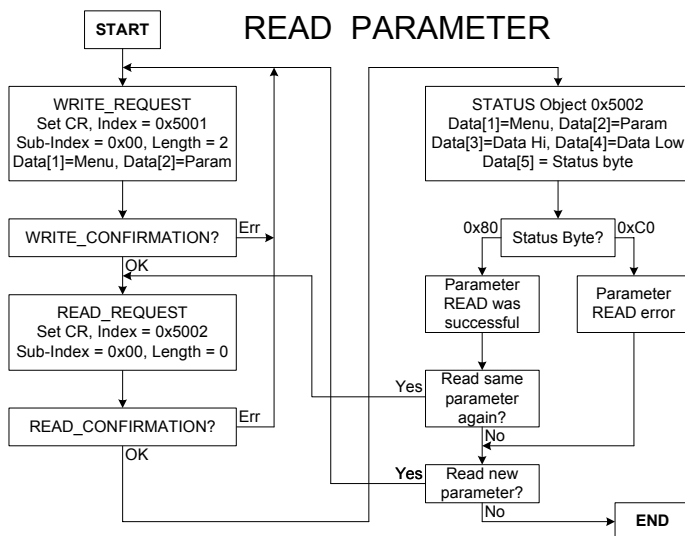 START
READ PARAMETER
WRITE_REQUEST
Set CR, Index = 0x5001
Sub-Index = 0x00, Length = 2
Data[1]=Menu, Data[2]=Param
WRITE_CONFIRMATION?
Err
OK
READ_REQUEST
Set CR, Index = 0x5002
Sub-Index = 0x00, Length = 0
READ_CONFIRMATION?
Err
OK
STATUS Object 0x5002
Data[1]=Menu, Data[2]=Param
Data[3]=Data Hi, Data[4]=Data Low
Data[5] = Status byte
0x80
Status Byte?
0xC0
Parameter
READ was
successful
Parameter
READ error
Yes
Read same
parameter
again?
No
Yes
Read new
parameter?
No
END